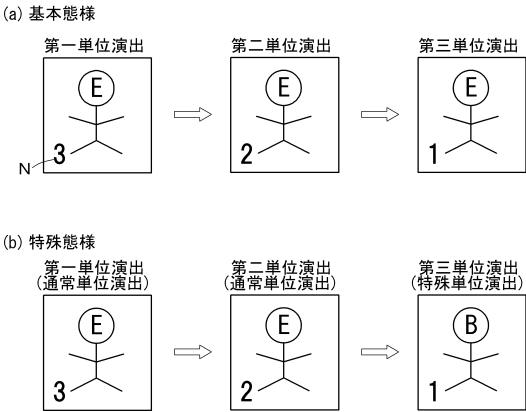 (a) 基本態様
第一単位演出
第二単位演出
第三単位演出
E
E
E
3
2
1
N
(b) 特殊態様
第一単位演出
(通常単位演出)
第二単位演出
(通常単位演出)
第三単位演出
(特殊単位演出)
E
E
B
3
2
1